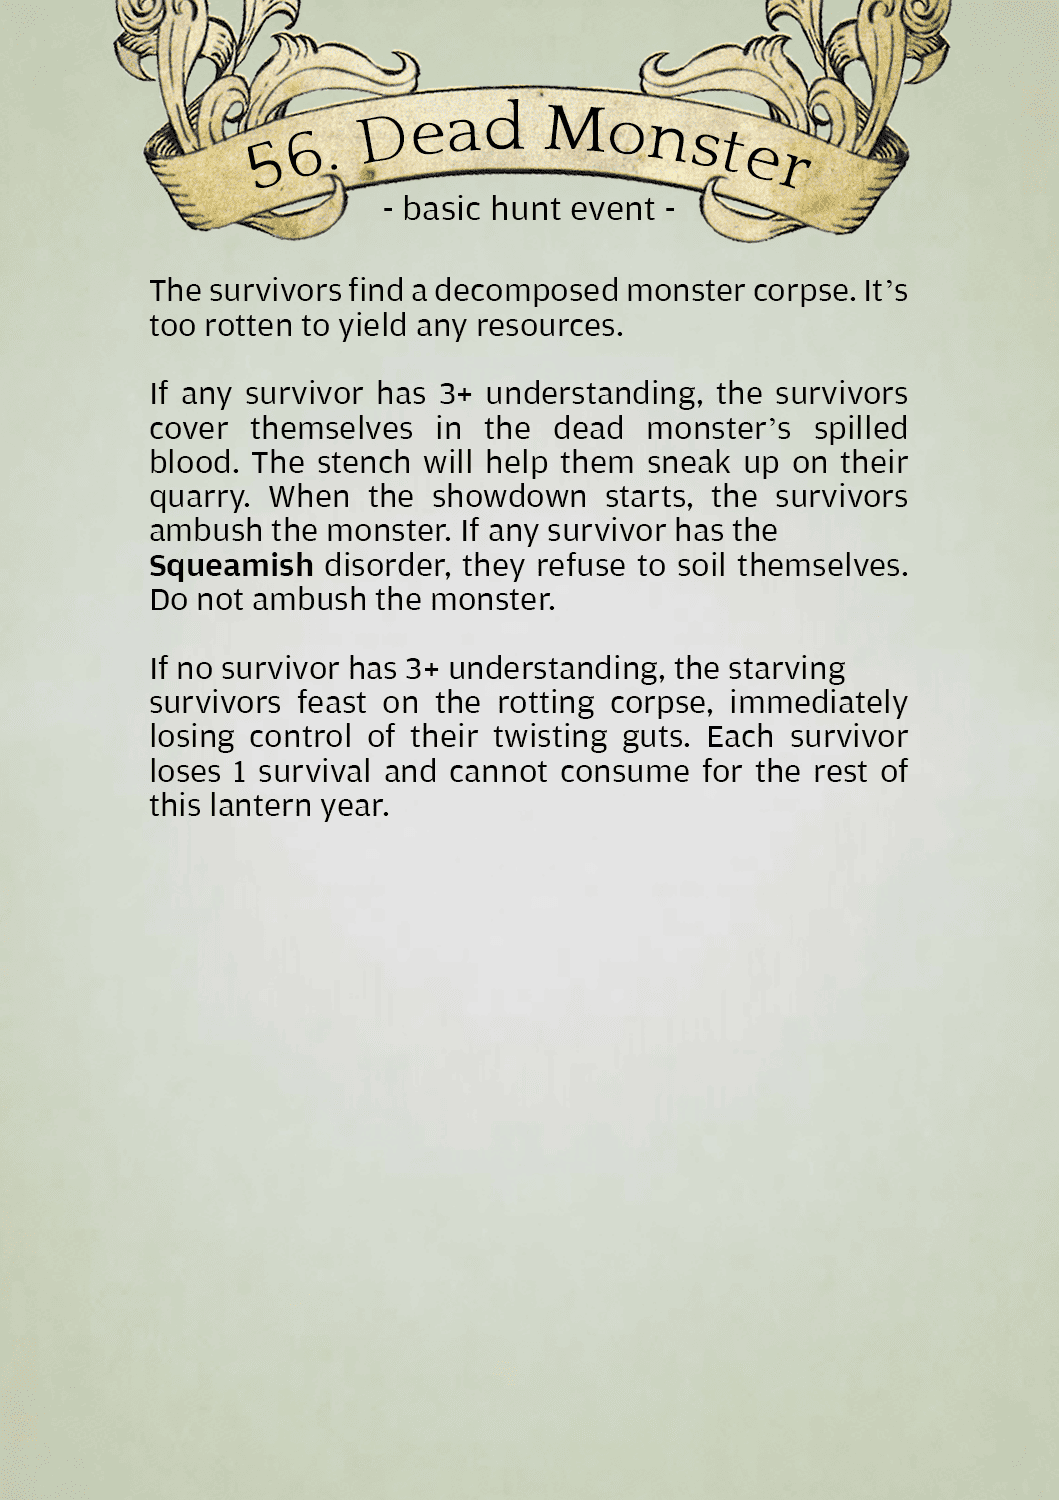 56. Dead Monster
- basic hunt event -
The survivors find a decomposed monster corpse. It’s
too rotten to yield any resources.
If any survivor has 3+ understanding, the survivors
cover themselves in the dead monster’s spilled
blood. The stench will help them sneak up on their
quarry. When the showdown starts, the survivors
ambush the monster. If any survivor has the
Squeamish disorder, they refuse to soil themselves.
Do not ambush the monster.
If no survivor has 3+ understanding, the starving
survivors feast on the rotting corpse, immediately
losing control of their twisting guts. Each survivor
loses 1 survival and cannot consume for the rest of
this lantern year.